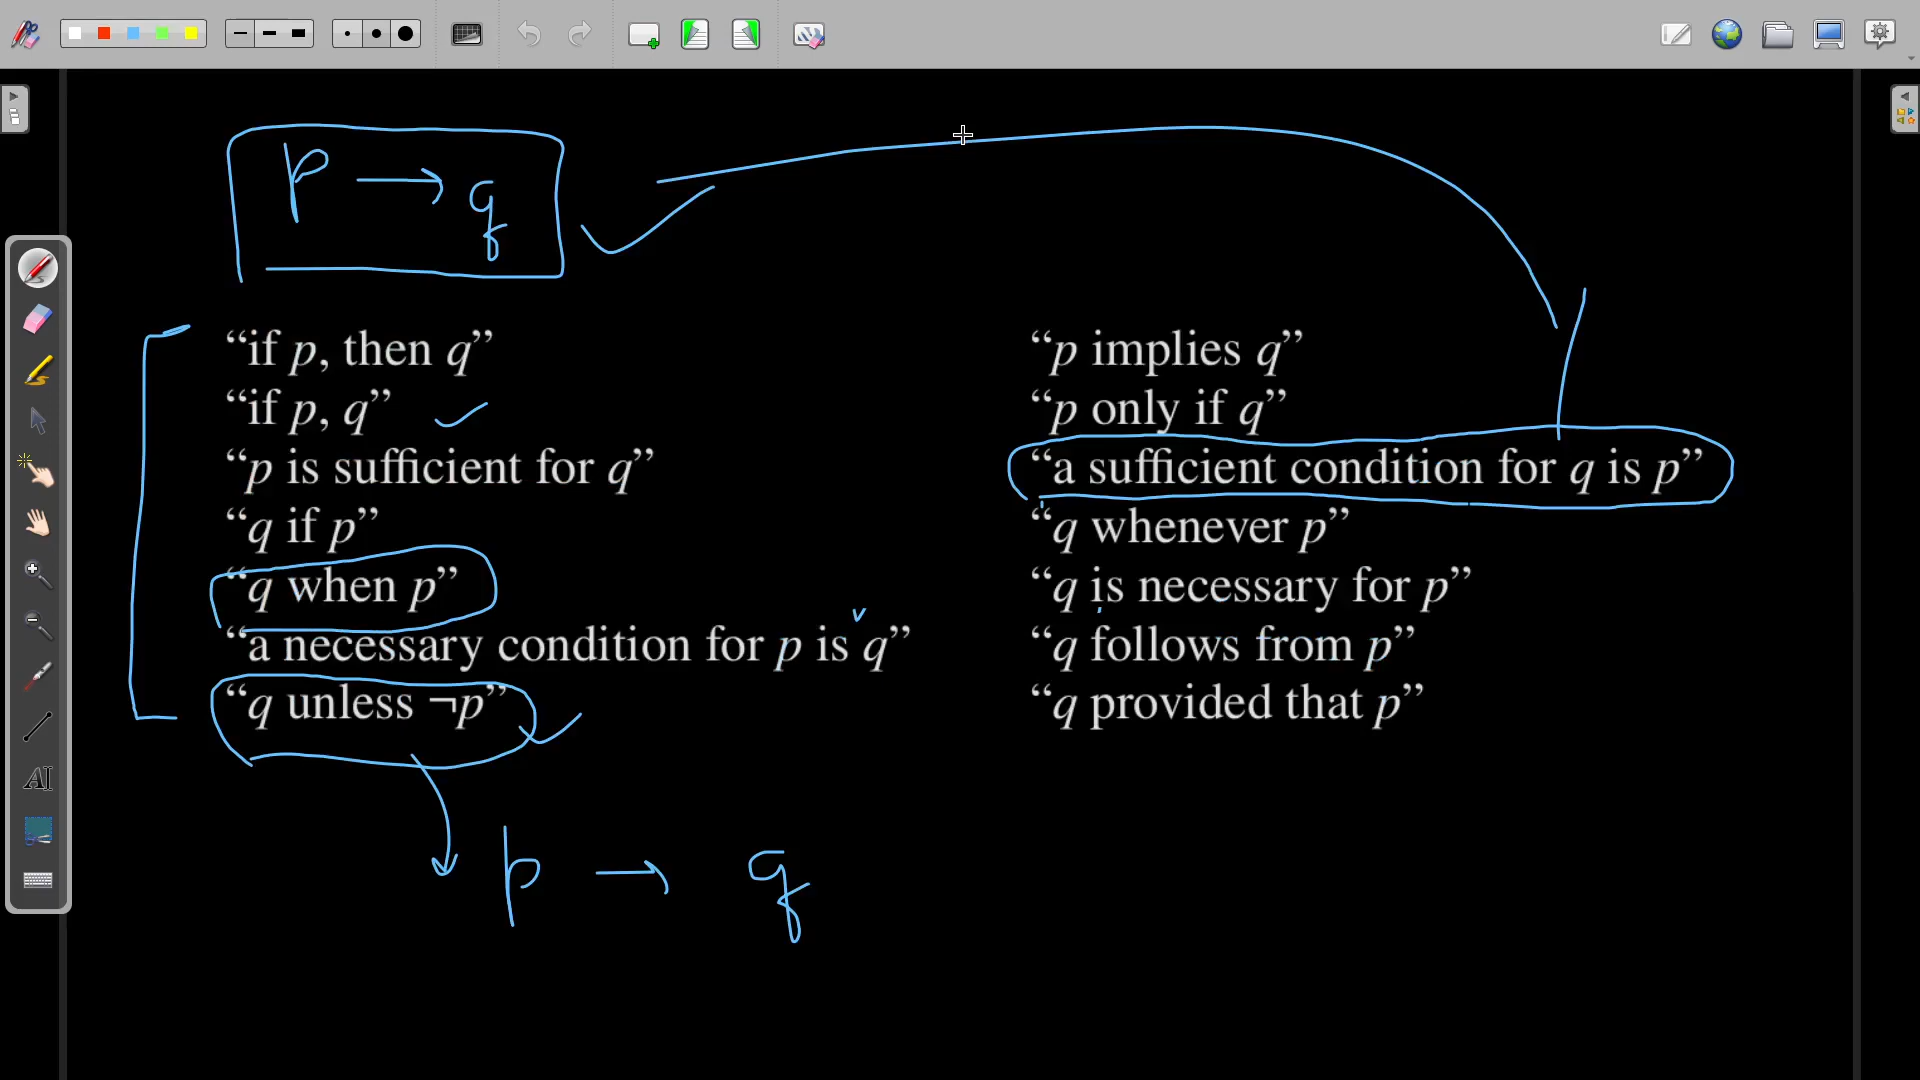 p → q
“if p, then q”
“if p, q”
“p is sufficient for q”
“q if p”
“q when p”
“a necessary condition for p is q”
“q unless ¬p”
“p implies q”
“p only if q”
“a sufficient condition for q is p”
“q whenever p”
“q is necessary for p”
“q follows from p”
“q provided that p”
p → q